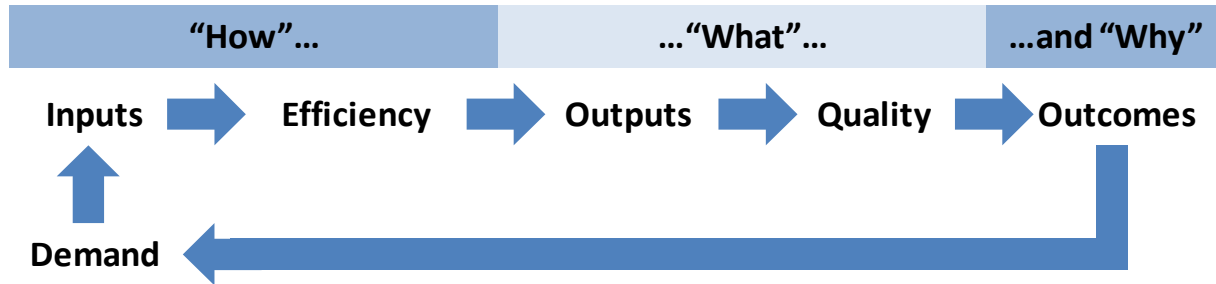 “How”... ...“What”... ...and “Why”
Inputs Efficiency Outputs Quality Outcomes
Demand